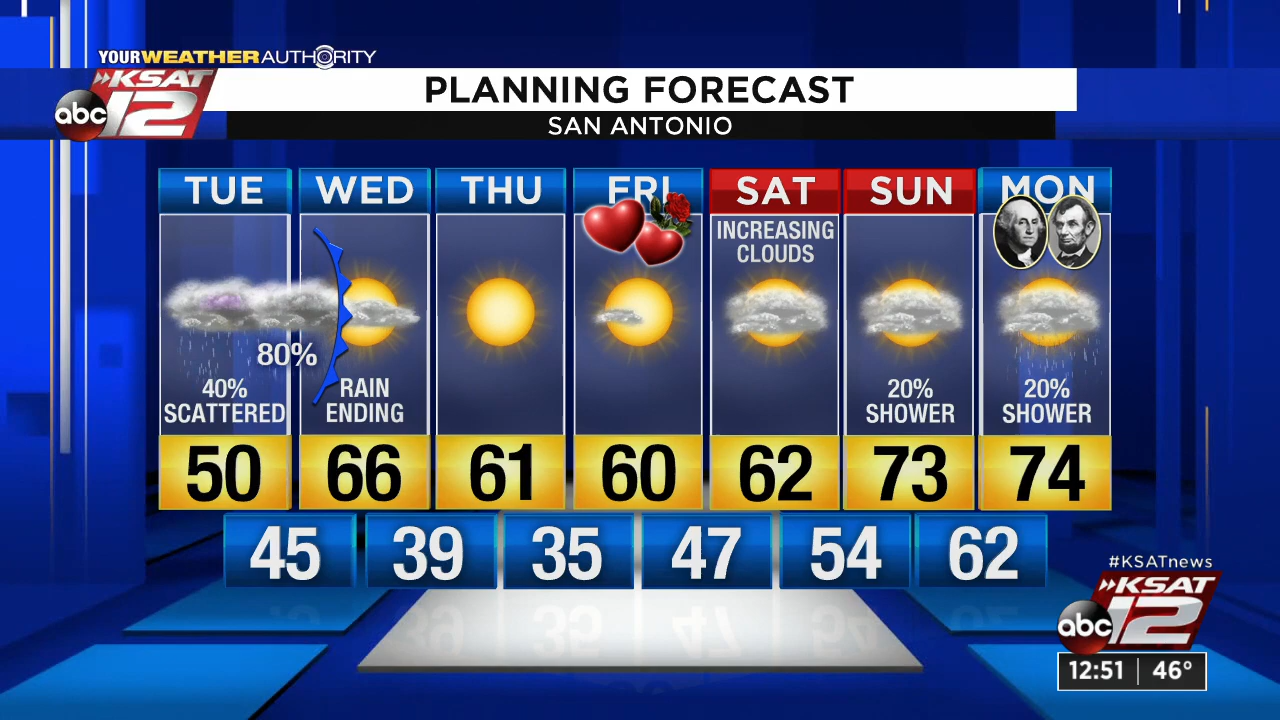 YOURWEATHERAUTHORITY
KSAT
abc 12
PLANNING FORECAST
SAN ANTONIO
TUE WED THU FRI SAT SUN MON
INCREASING
CLOUDS
80%
40%
SCATTERED
RAIN
ENDING
20%
SHOWER
20%
SHOWER
50 66 61 60 62 73 74
45 39 35 47 54 62
#KSATnews
KSAT
abc 12
12:51 46°